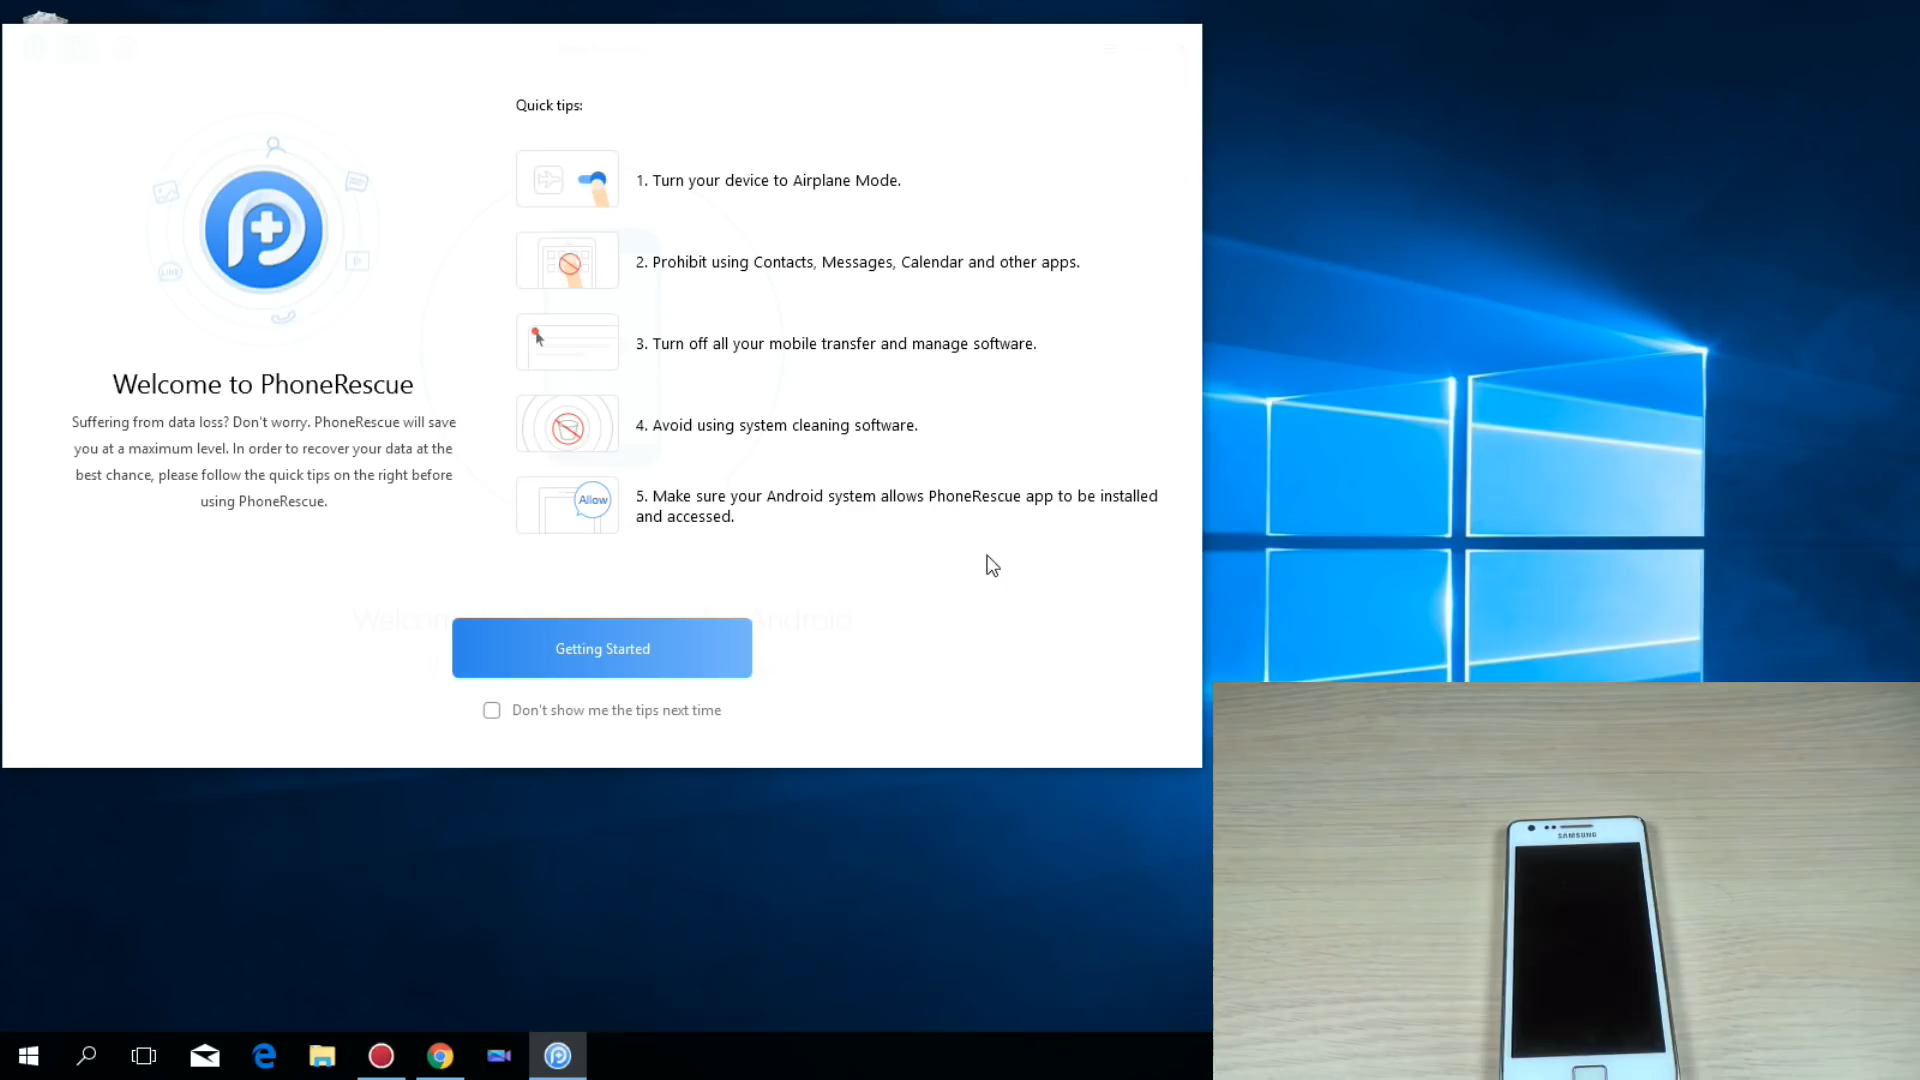 Quick tips:
1. Turn your device to Airplane Mode.
2. Prohibit using Contacts, Messages, Calendar and other apps.
3. Turn off all your mobile transfer and manage software.
4. Avoid using system cleaning software.
Allow
5. Make sure your Android system allows PhoneRescue app to be installed
and accessed.
LINE
Welcome to PhoneRescue
Suffering from data loss? Don't worry. PhoneRescue will save
you at a maximum level. In order to recover your data at the
best chance, please follow the quick tips on the right before
using PhoneRescue.
Android
Getting Started
Don't show me the tips next time
SAMSUNG